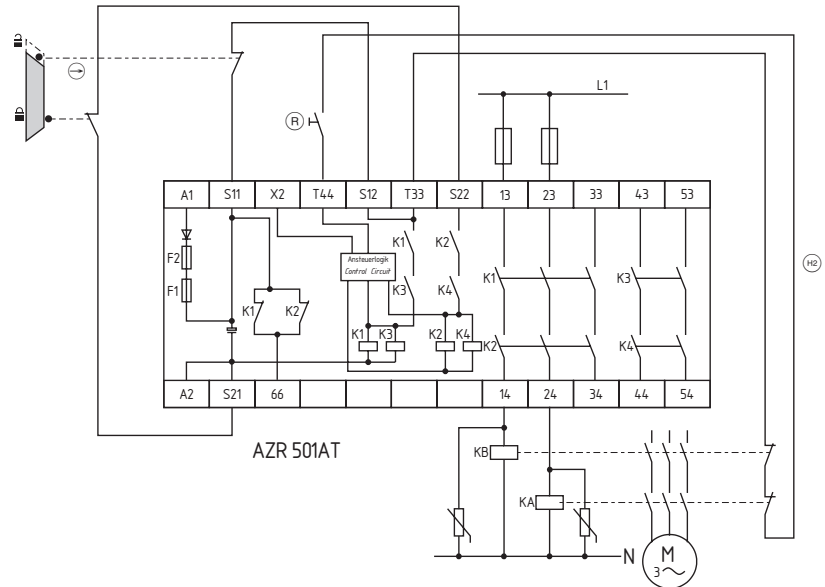 L1
R
A1 S11 X2 T44 S12 T33 S22 13 23 33 43 53
H2
F2
F1
K1 K2
Ansteuerlogik
Control Circuit
K1
K3
K2
K4
K1 K3 K2 K4
K1
K2
K3
K4
A2 S21 66 14 24 34 44 54
AZR 501AT
KB
KA
N
M
3